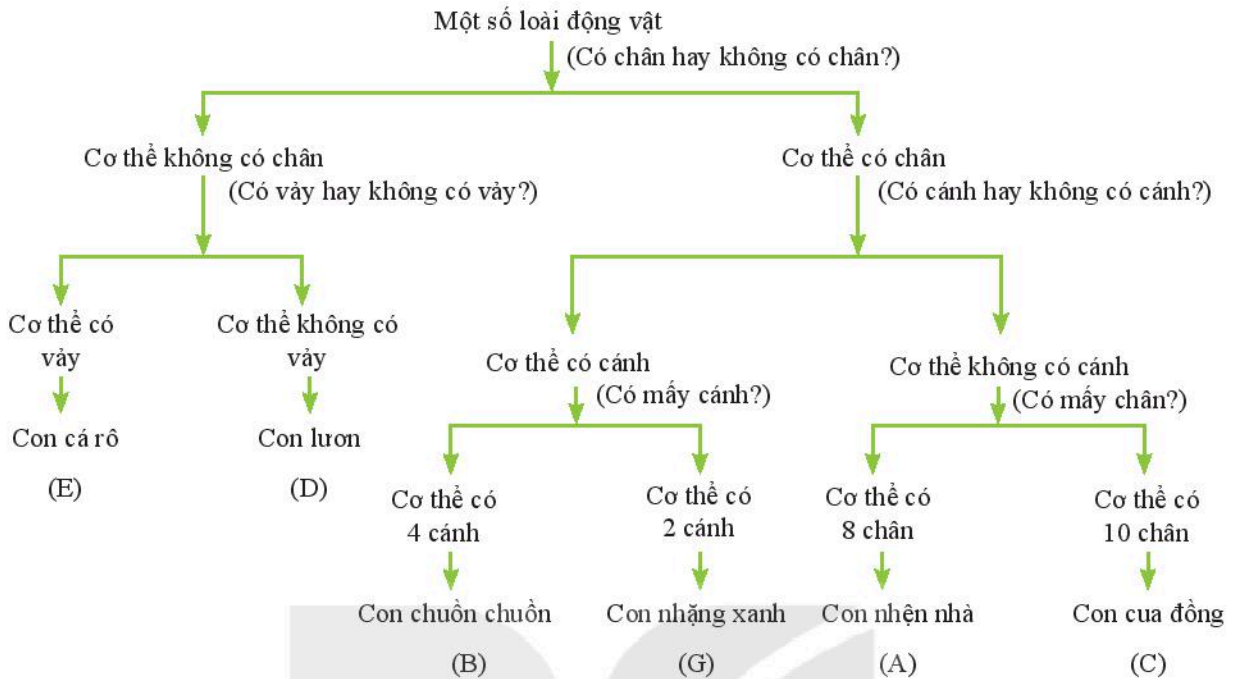 Một số loài động vật
(Có chân hay không có chân?)
Cơ thể không có chân
Cơ thể có chân
(Có vảy hay không có vảy?)
(Có cánh hay không có cánh?)
Cơ thể có
vảy
Cơ thể không có
vảy
Cơ thể có cánh
Cơ thể không có cánh
(Có mấy cánh?)
(Có mấy chân?)
Con cá rô
Con lươn
(E)
(D)
Cơ thể có
4 cánh
Cơ thể có
2 cánh
Cơ thể có
8 chân
Cơ thể có
10 chân
Con chuồn chuồn
Con nhặng xanh
Con nhện nhà
Con cua đồng
(B)
(G)
(A)
(C)